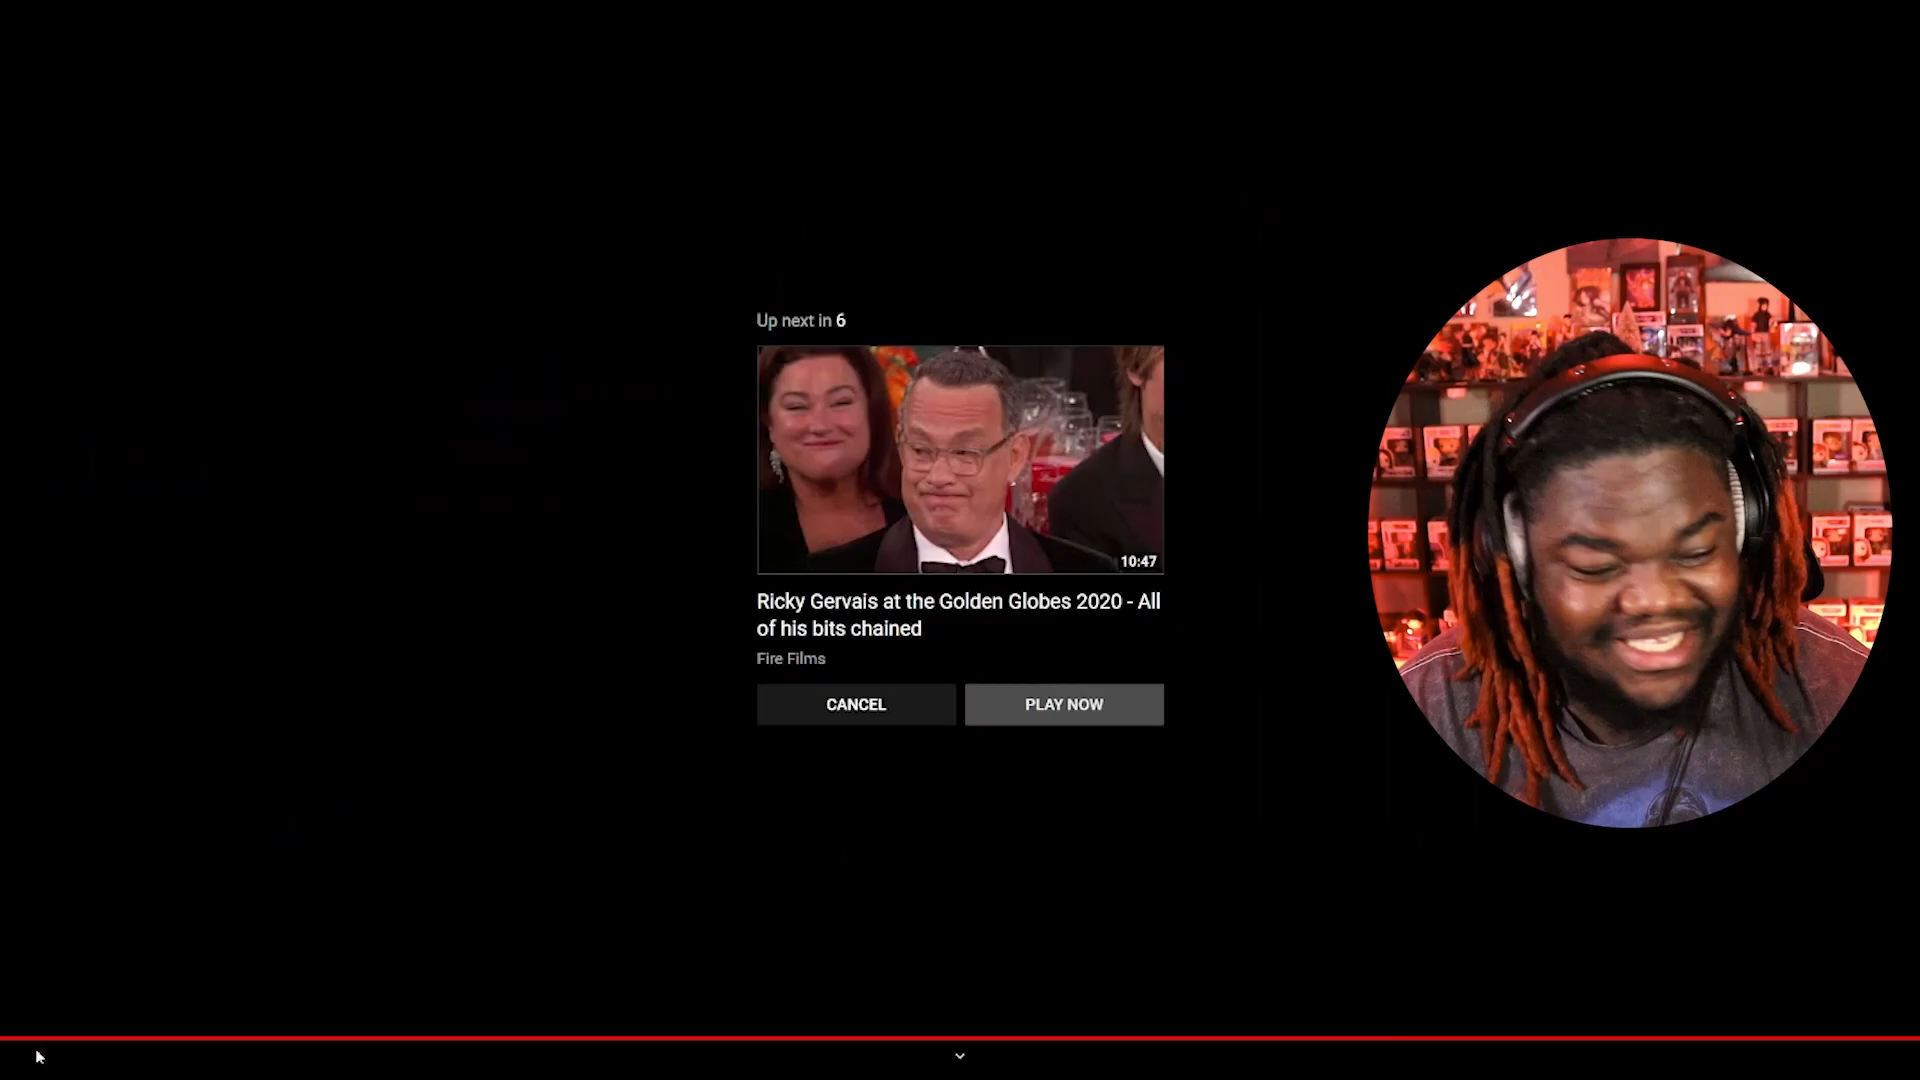 Up next in 6
10:47
Ricky Gervais at the Golden Globes 2020 - All
of his bits chained
Fire Films
CANCEL
PLAY NOW